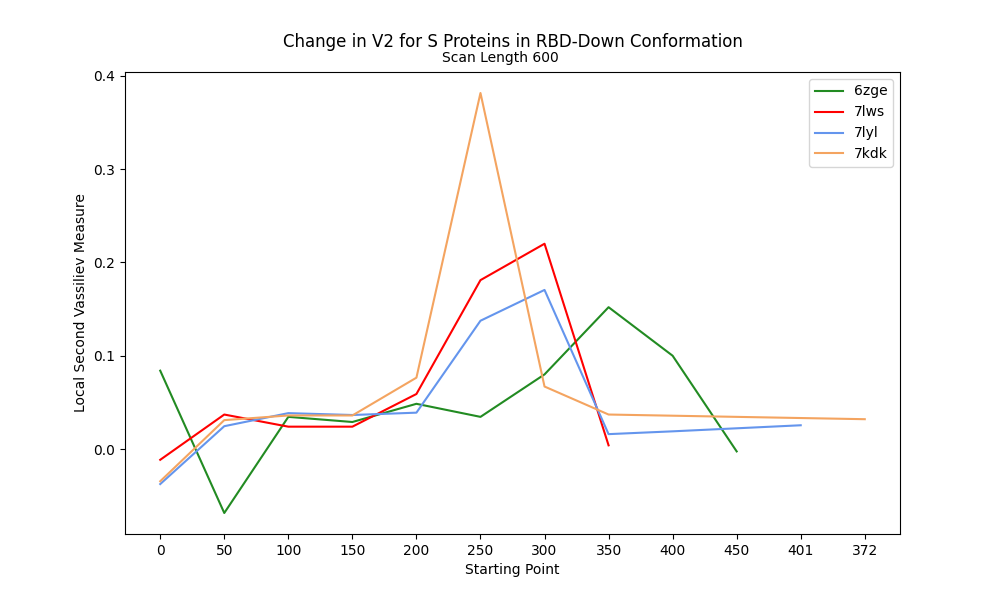 Change in V2 for S Proteins in RBD-Down Conformation
Scan Length 600
6zge
7lws
7lyl
7kdk
Local Second Vassiliev Measure
0.4
0.3
0.2
0.1
0.0
0 50 100 150 200 250 300 350 400 450 401 372
Starting Point